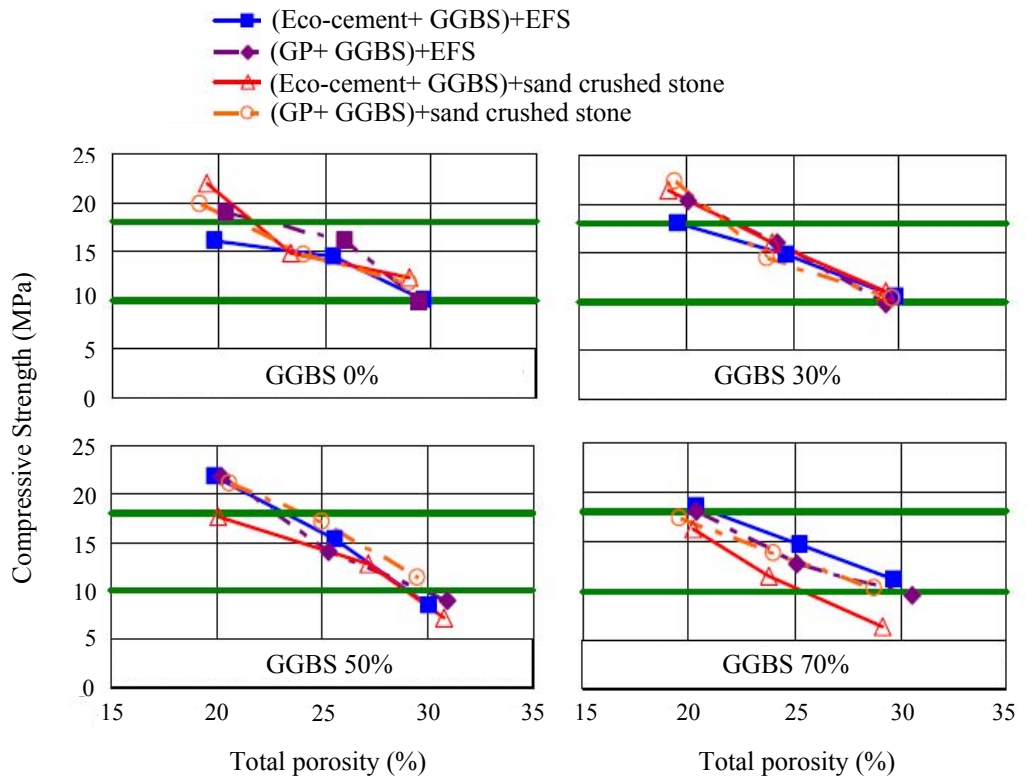 (Eco-cement+ GGBS)+EFS
(GP+ GGBS)+EFS
(Eco-cement+ GGBS)+sand crushed stone
(GP+ GGBS)+sand crushed stone
Compressive Strength (MPa)
25
20
15
10
5
0
GGBS 0%
GGBS 30%
25
20
15
10
5
0
GGBS 50%
GGBS 70%
15 20 25 30 35
15 20 25 30 35
Total porosity (%)
Total porosity (%)